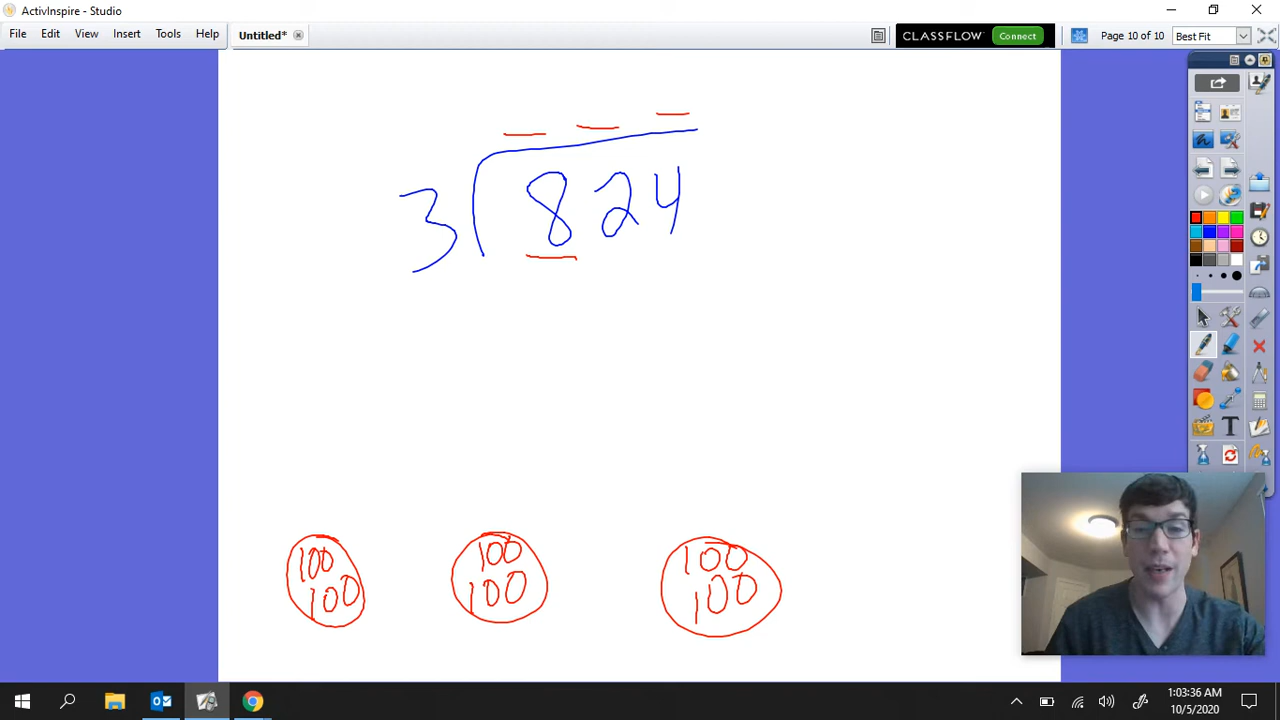 ActivInspire - Studio
File Edit View Insert Tools Help Untitled* CLASSFLOW Connect Page 10 of 10 Best Fit
3 824
100 100 100
100 100 100
1:03:36 AM
10/5/2020